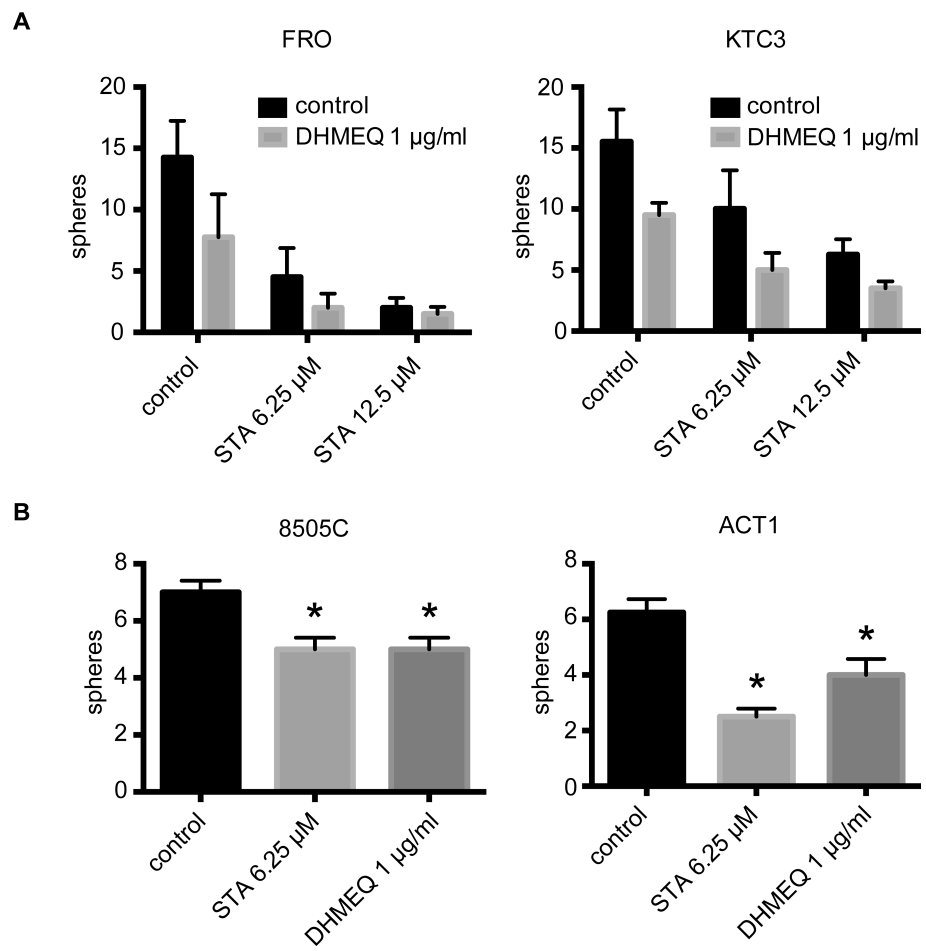 A
FRO
KTC3
20
15
10
5
0
spheres
control
DHMEQ 1 µg/ml
control
STA 6.25 µM
STA 12.5 µM
20
15
10
5
0
spheres
control
DHMEQ 1 µg/ml
control
STA 6.25 µM
STA 12.5 µM
B
8505C
ACT1
8
6
4
2
0
spheres
*
*
control
STA 6.25 µM
DHMEQ 1 µg/ml
8
6
4
2
0
spheres
*
*
control
STA 6.25 µM
DHMEQ 1 µg/ml